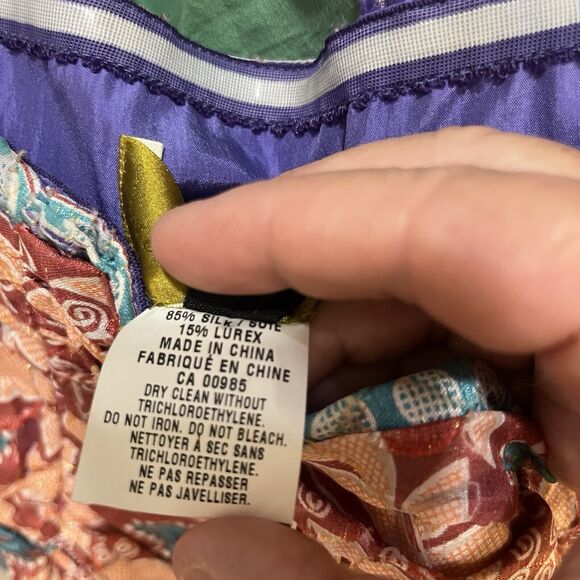 85% SILK / SOIE
15% LUREX
MADE IN CHINA
FABRIQUÉ EN CHINE
CA 00985
DRY CLEAN WITHOUT
TRICHLOROETHYLENE.
DO NOT IRON. DO NOT BLEACH.
NETTOYER À SEC SANS
TRICHLOROETHYLENE.
NE PAS REPASSER
NE PAS JAVELLISER.